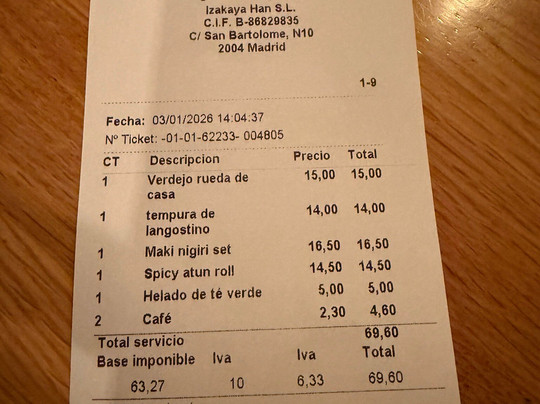 Izakaya Han S.L.
C.I.F. B-86829835
C/ San Bartolome, N10
2004 Madrid
1-9
Fecha: 03/01/2026 14:04:37
Nº Ticket: -01-01-62233- 004805
CT Descripcion Precio Total
1 Verdejo rueda de 15,00 15,00
casa
1 tempura de 14,00 14,00
langostino
1 Maki nigiri set 16,50 16,50
1 Spicy atun roll 14,50 14,50
1 Helado de té verde 5,00 5,00
2 Café 2,30 4,60
Total servicio 69,60
Base imponible Iva Iva Total
63,27 10 6,33 69,60